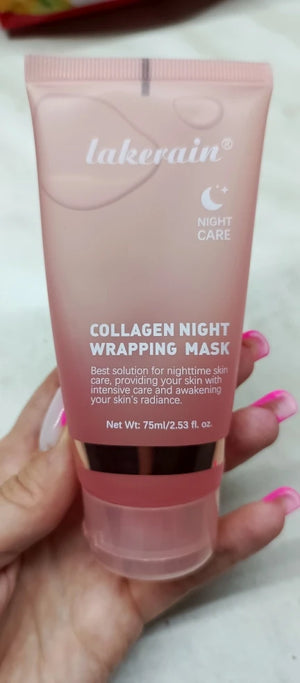 lakerain®
NIGHT
CARE
COLLAGEN NIGHT
WRAPPING MASK
Best solution for nighttime skin
care, providing your skin with
intensive care and awakening
your skin's radiance.
Net Wt: 75ml/2.53 fl. oz.